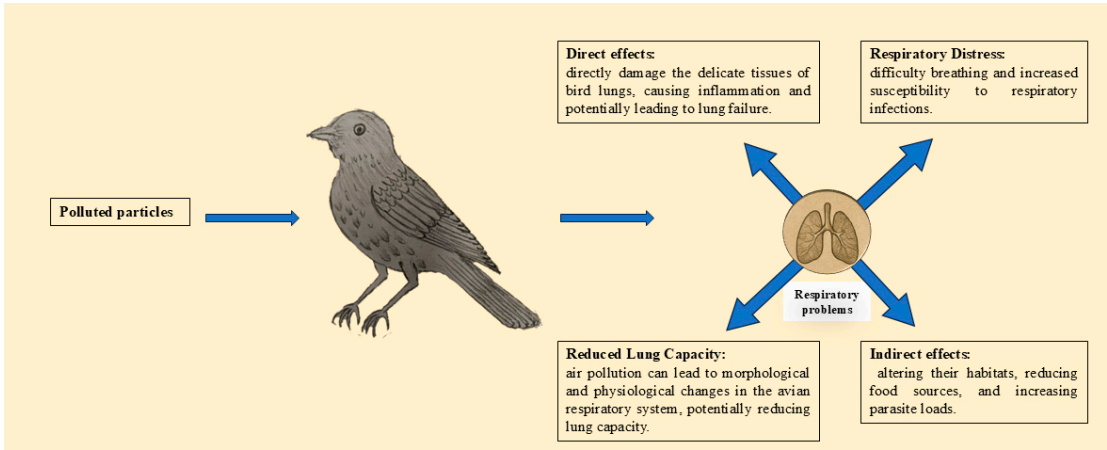 Polluted particles
Direct effects:
directly damage the delicate tissues of
bird lungs, causing inflammation and
potentially leading to lung failure.
Respiratory Distress:
difficulty breathing and increased
susceptibility to respiratory
infections.
Respiratory
problems
Reduced Lung Capacity:
air pollution can lead to morphological
and physiological changes in the avian
respiratory system, potentially reducing
lung capacity.
Indirect effects:
altering their habitats, reducing
food sources, and increasing
parasite loads.